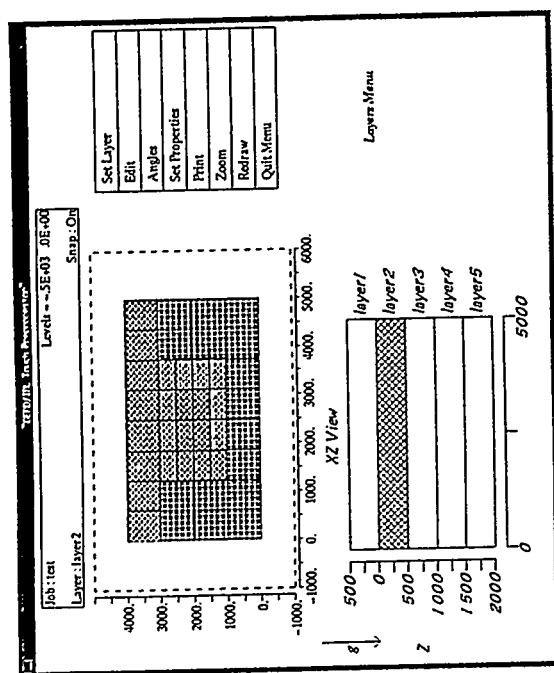 Job : test
Levels = -.5E+03 .0E+00
Layer : layer2
Snap : On
Set Layer
Edit
Angles
Set Properties
Print
Zoom
Redraw
Quit Menu
Layers Menu
4000.
3000.
2000.
1000.
0.
-1000.
-1000.
0.
1000.
2000.
3000.
4000.
5000.
6000.
XZ View
500
0
500
1000
1500
2000
layer1
layer2
layer3
layer4
layer5
g
Z
0
5000